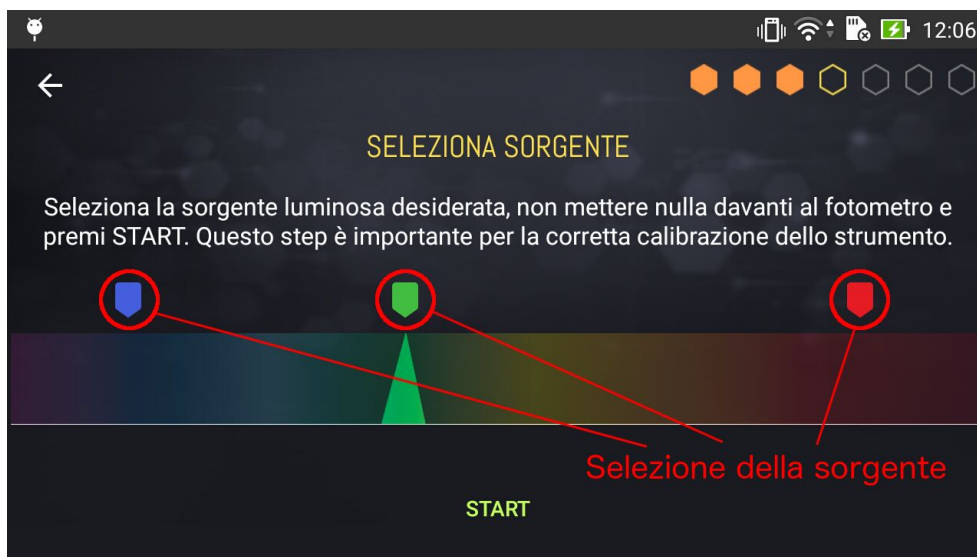 12:06
SELEZIONA SORGENTE
Seleziona la sorgente luminosa desiderata, non mettere nulla davanti al fotometro e
premi START. Questo step è importante per la corretta calibrazione dello strumento.
Selezione della sorgente
START